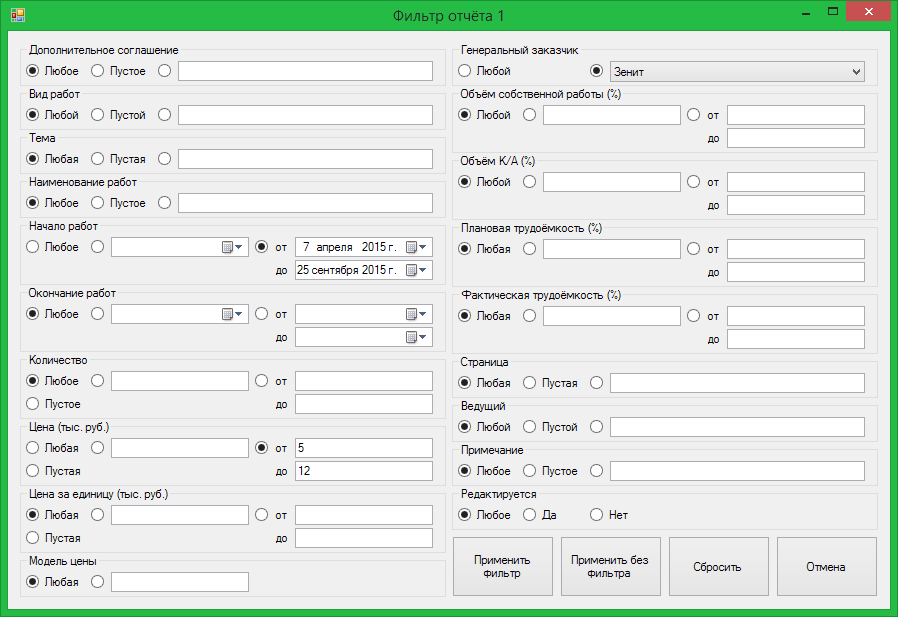 Фильтр отчёта 1
Дополнительное соглашение
Любое Пустое
Вид работ
Любой Пустой
Тема
Любая Пустая
Наименование работ
Любое Пустое
Начало работ
Любое от 7 апреля 2015 г.
до 25 сентября 2015 г.
Окончание работ
Любое от
до
Количество
Любое от
Пустое до
Цена (тыс. руб.)
Любая от 5
Пустая до 12
Цена за единицу (тыс. руб.)
Любая от
Пустая до
Модель цены
Любая
Генеральный заказчик
Любой Зенит
Объём собственной работы (%)
Любой от
до
Объём К/А (%)
Любой от
до
Плановая трудоёмкость (%)
Любая от
до
Фактическая трудоёмкость (%)
Любая от
до
Страница
Любая Пустая
Ведущий
Любой Пустой
Примечание
Любое Пустое
Редактируется
Любое Да Нет
Применить
фильтр
Применить без
фильтра
Сбросить
Отмена